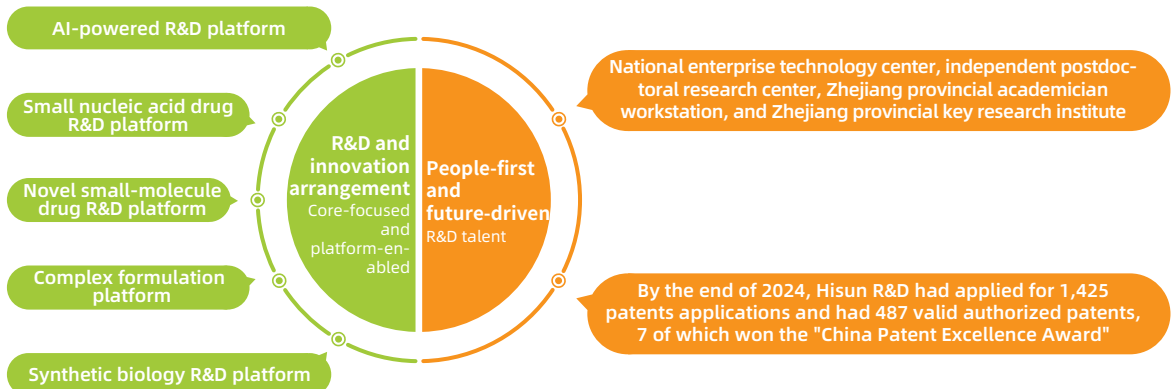 AI-powered R&D platform
Small nucleic acid drug
R&D platform
Novel small-molecule
drug R&D platform
Complex formulation
platform
Synthetic biology R&D platform
R&D and
innovation
arrangement
Core-focused
and
platform-en-
abled
People-first
and
future-driven
R&D talent
National enterprise technology center, independent postdoc-
toral research center, Zhejiang provincial academician
workstation, and Zhejiang provincial key research institute
By the end of 2024, Hisun R&D had applied for 1,425
patents applications and had 487 valid authorized patents,
7 of which won the "China Patent Excellence Award"